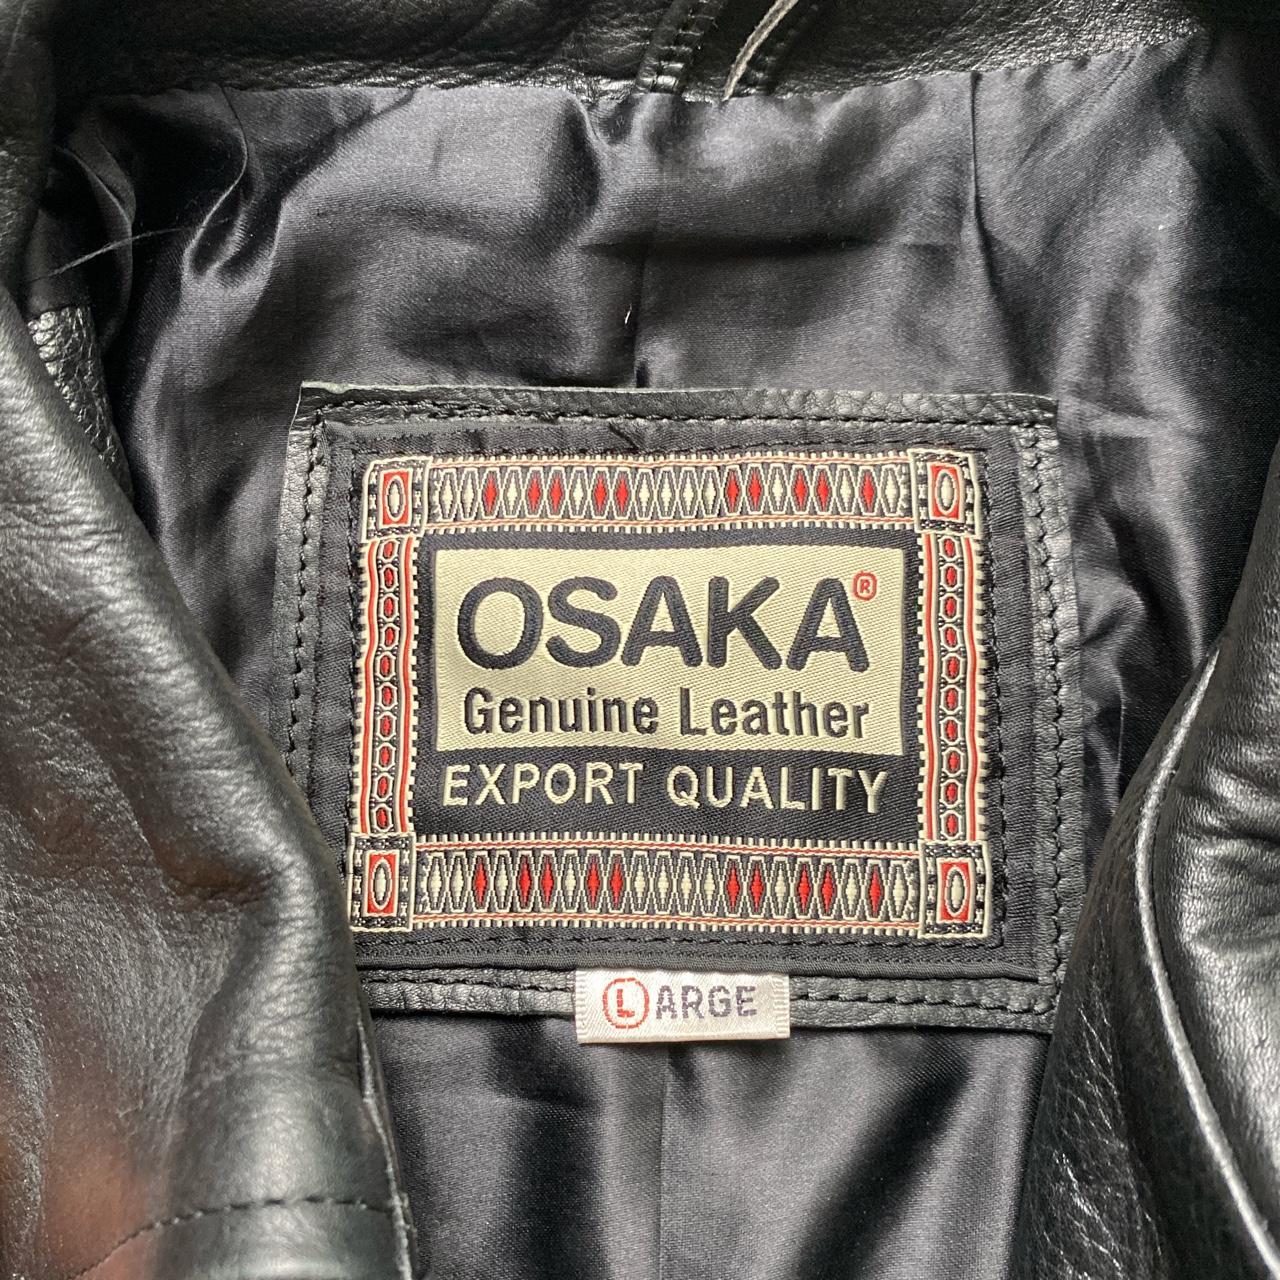 OSAKA®
Genuine Leather
EXPORT QUALITY
LARGE